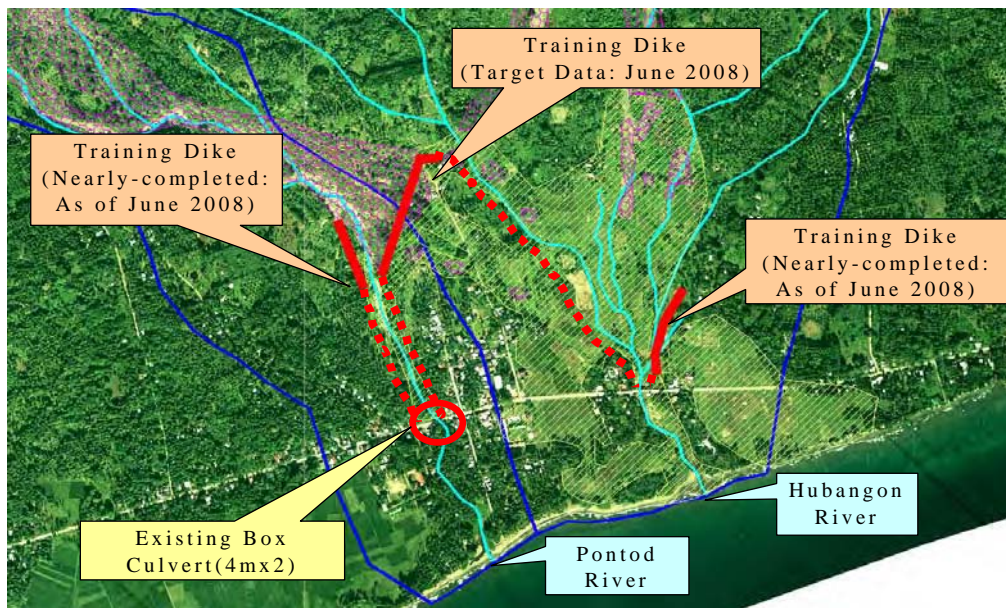 Training Dike
(Target Data: June 2008)
Training Dike
(Nearly-completed:
As of June 2008)
Training Dike
(Nearly-completed:
As of June 2008)
Existing Box
Culvert(4mx2)
Hubangon
River
Pontod
River